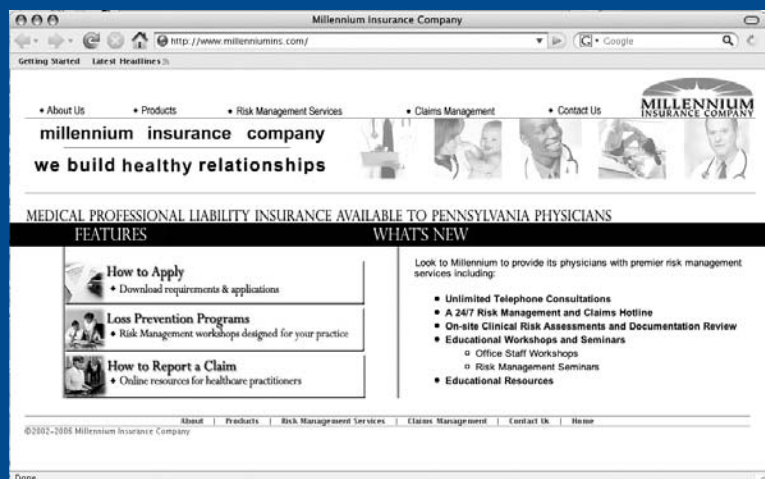 Millennium Insurance Company
http://www.millenniumins.com/
Google
Getting Started Latest Headlines
About Us Products Risk Management Services Claims Management Contact Us
MILLENNIUM
INSURANCE COMPANY
millennium insurance company
we build healthy relationships
MEDICAL PROFESSIONAL LIABILITY INSURANCE AVAILABLE TO PENNSYLVANIA PHYSICIANS
FEATURES WHAT'S NEW
How to Apply
Download requirements & applications
Loss Prevention Programs
Risk Management workshops designed for your practice
How to Report a Claim
Online resources for healthcare practitioners
Look to Millennium to provide its physicians with premier risk management
services including:
Unlimited Telephone Consultations
A 24/7 Risk Management and Claims Hotline
On-site Clinical Risk Assessments and Documentation Review
Educational Workshops and Seminars
Office Staff Workshops
Risk Management Seminars
Educational Resources
About | Products | Risk Management Services | Claims Management | Contact Us | Home
©2002-2006 Millennium Insurance Company
Done